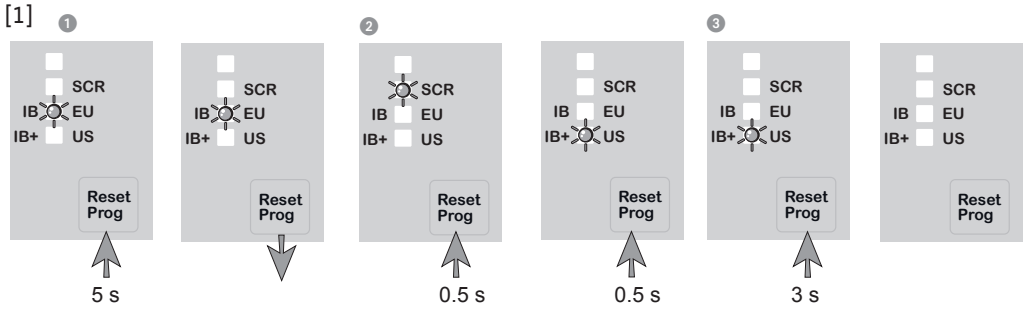 [1]
1
SCR
IB EU
IB+ US
Reset
Prog
5 s
SCR
IB EU
IB+ US
Reset
Prog
2
SCR
IB EU
IB+ US
Reset
Prog
0.5 s
SCR
IB EU
IB+ US
Reset
Prog
0.5 s
3
SCR
IB EU
IB+ US
Reset
Prog
3 s
SCR
IB EU
IB+ US
Reset
Prog